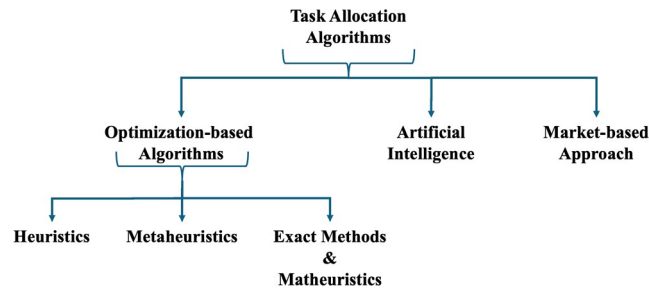 Task Allocation
Algorithms
Optimization-based
Algorithms
Artificial
Intelligence
Market-based
Approach
Heuristics
Metaheuristics
Exact Methods
&
Matheuristics